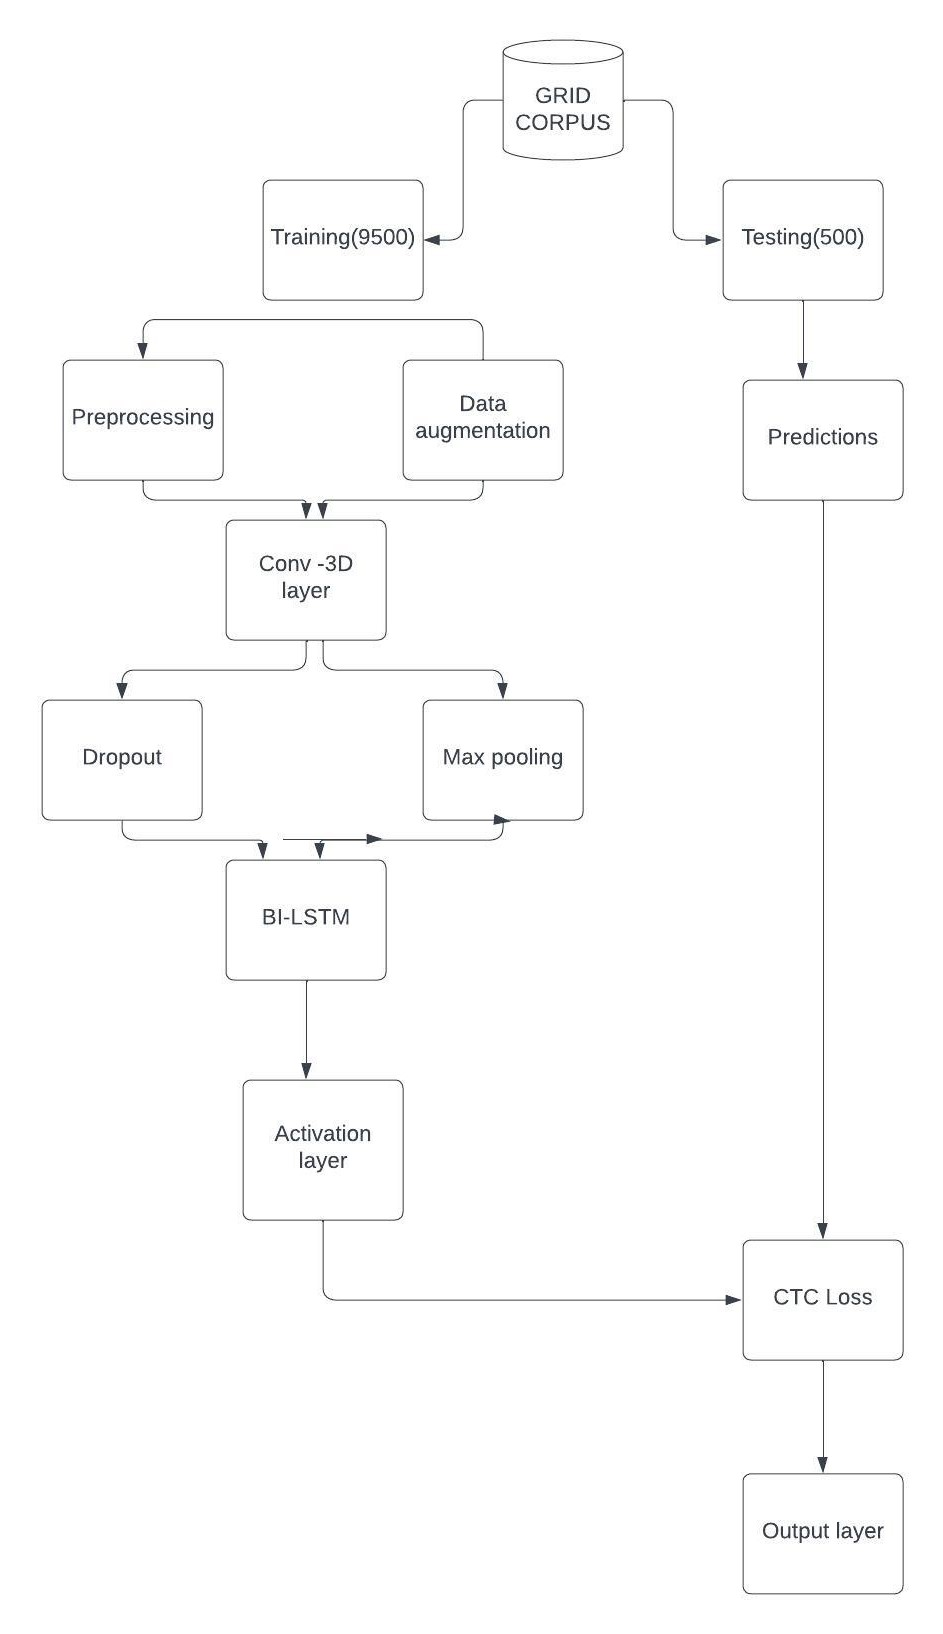 GRID
CORPUS
Training(9500)
Testing(500)
Preprocessing
Data
augmentation
Predictions
Conv -3D
layer
Dropout
Max pooling
BI-LSTM
Activation
layer
CTC Loss
Output layer